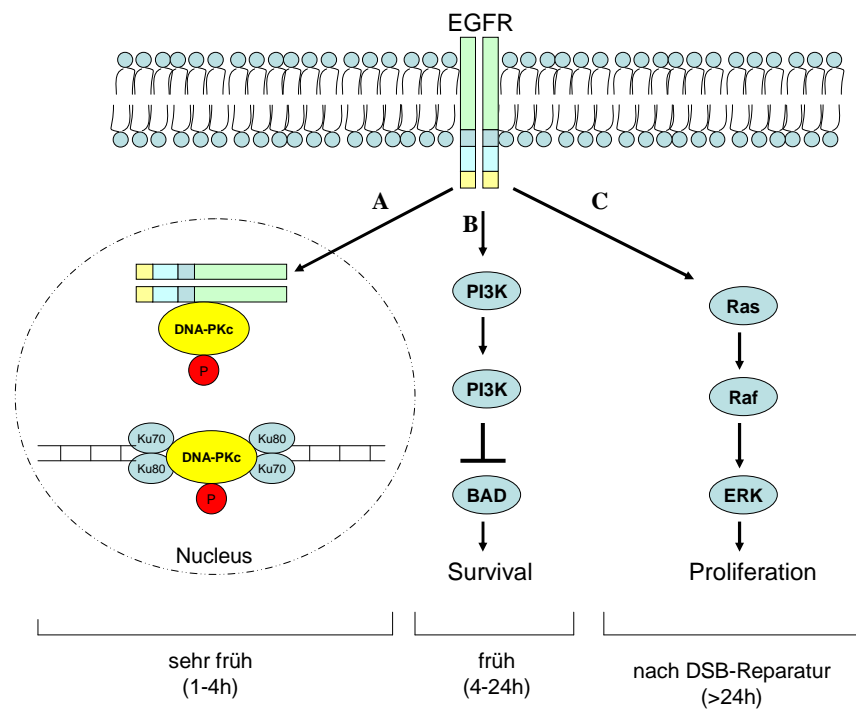 EGFR
A
B
C
DNA-PKc
P
Ku70
Ku80
DNA-PKc
Ku80
Ku70
P
Nucleus
PI3K
PI3K
BAD
Survival
Ras
Raf
ERK
Proliferation
sehr früh
(1-4h)
früh
(4-24h)
nach DSB-Reparatur
(>24h)